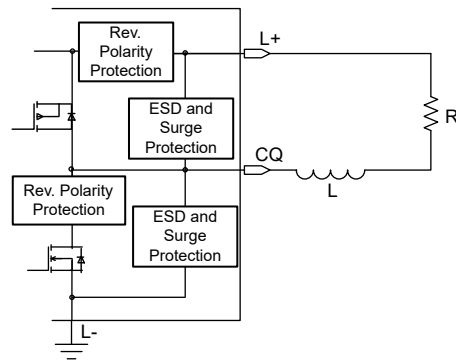 Rev.
Polarity
Protection
L+
ESD and
Surge
Protection
R
CQ
L
Rev. Polarity
Protection
ESD and
Surge
Protection
L-